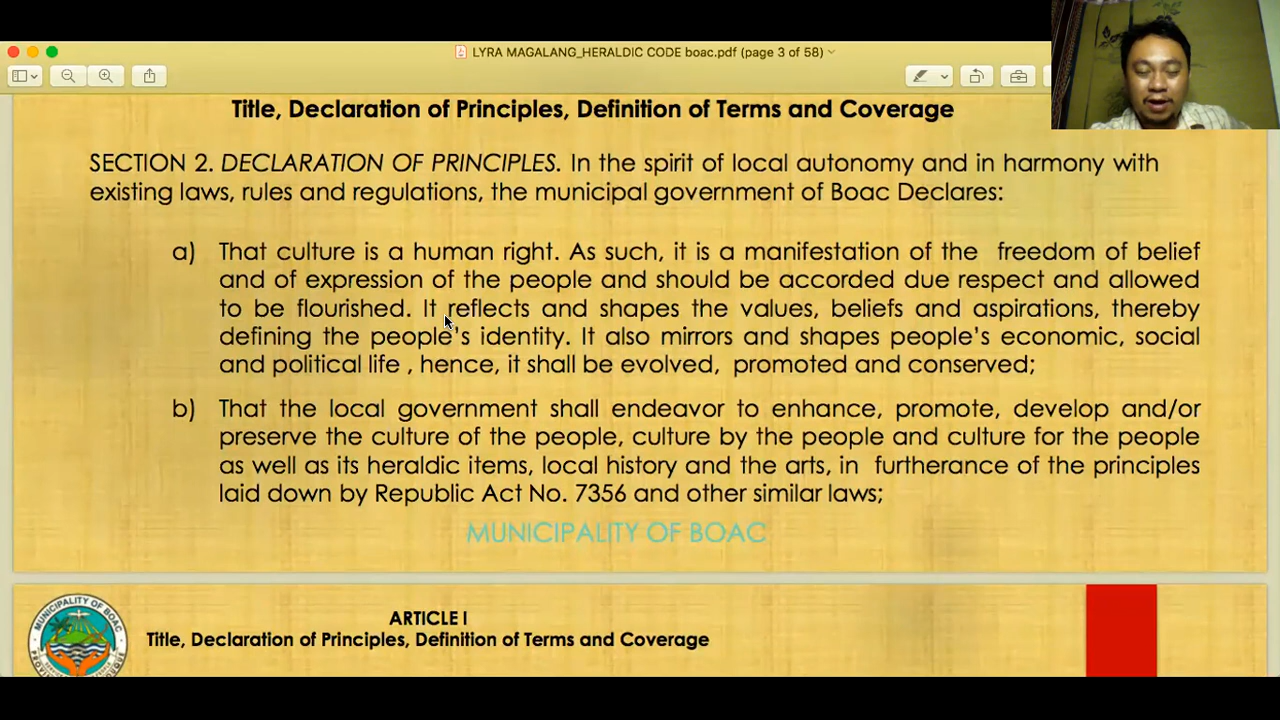 LYRA MAGALANG_HERALDIC CODE boac.pdf (page 3 of 58)
Title, Declaration of Principles, Definition of Terms and Coverage
SECTION 2. DECLARATION OF PRINCIPLES. In the spirit of local autonomy and in harmony with
existing laws, rules and regulations, the municipal government of Boac Declares:
a) That culture is a human right. As such, it is a manifestation of the freedom of belief
and of expression of the people and should be accorded due respect and allowed
to be flourished. It reflects and shapes the values, beliefs and aspirations, thereby
defining the people's identity. It also mirrors and shapes people's economic, social
and political life , hence, it shall be evolved, promoted and conserved;
b) That the local government shall endeavor to enhance, promote, develop and/or
preserve the culture of the people, culture by the people and culture for the people
as well as its heraldic items, local history and the arts, in furtherance of the principles
laid down by Republic Act No. 7356 and other similar laws;
MUNICIPALITY OF BOAC
MUNICIPALITY OF BOAC
ARTICLE I
Title, Declaration of Principles, Definition of Terms and Coverage